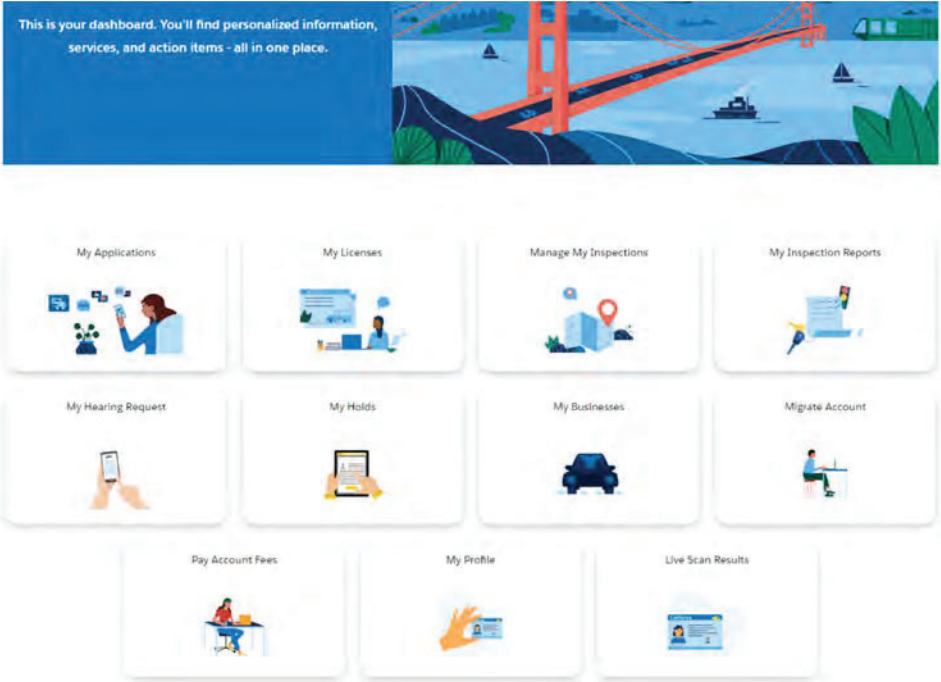 This is your dashboard. You'll find personalized information,
services, and action items - all in one place.
My Applications
My Licenses
Manage My Inspections
My Inspection Reports
My Hearing Request
My Holds
My Businesses
Migrate Account
Pay Account Fees
My Profile
Live Scan Results